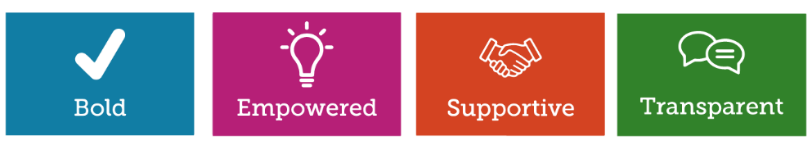 Bold
Empowered
Supportive
Transparent